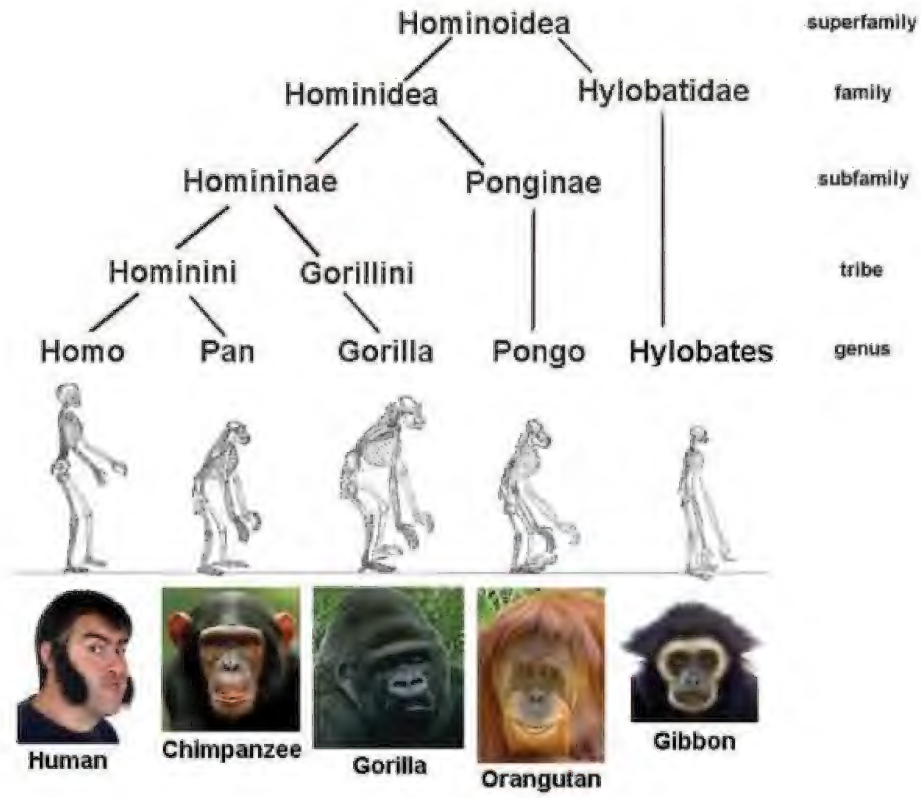 Hominoidea superfamily
Hominidea Hylobatidae family
Homininae Ponginae subfamily
Hominini Gorillini tribe
Homo Pan Gorilla Pongo Hylobates genus
Human Chimpanzee Gorilla Orangutan Gibbon